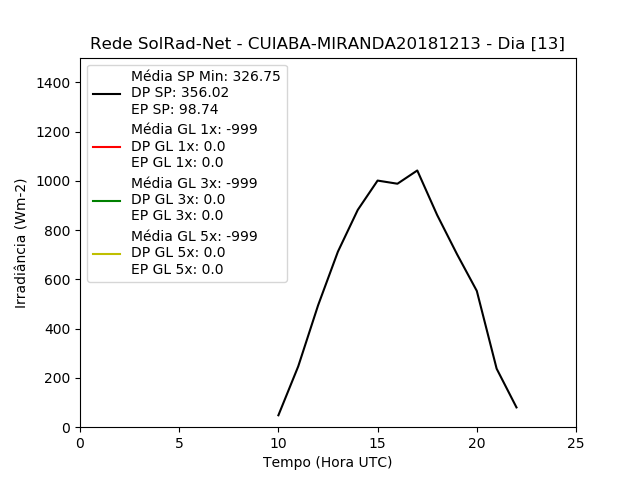 Rede SolRad-Net - CUIABA-MIRANDA20181213 - Dia [13]
Média SP Min: 326.75
DP SP: 356.02
EP SP: 98.74
Média GL 1x: -999
DP GL 1x: 0.0
EP GL 1x: 0.0
Média GL 3x: -999
DP GL 3x: 0.0
EP GL 3x: 0.0
Média GL 5x: -999
DP GL 5x: 0.0
EP GL 5x: 0.0
1400
1200
1000
800
600
400
200
0
Irradiância (Wm-2)
0 5 10 15 20 25
Tempo (Hora UTC)